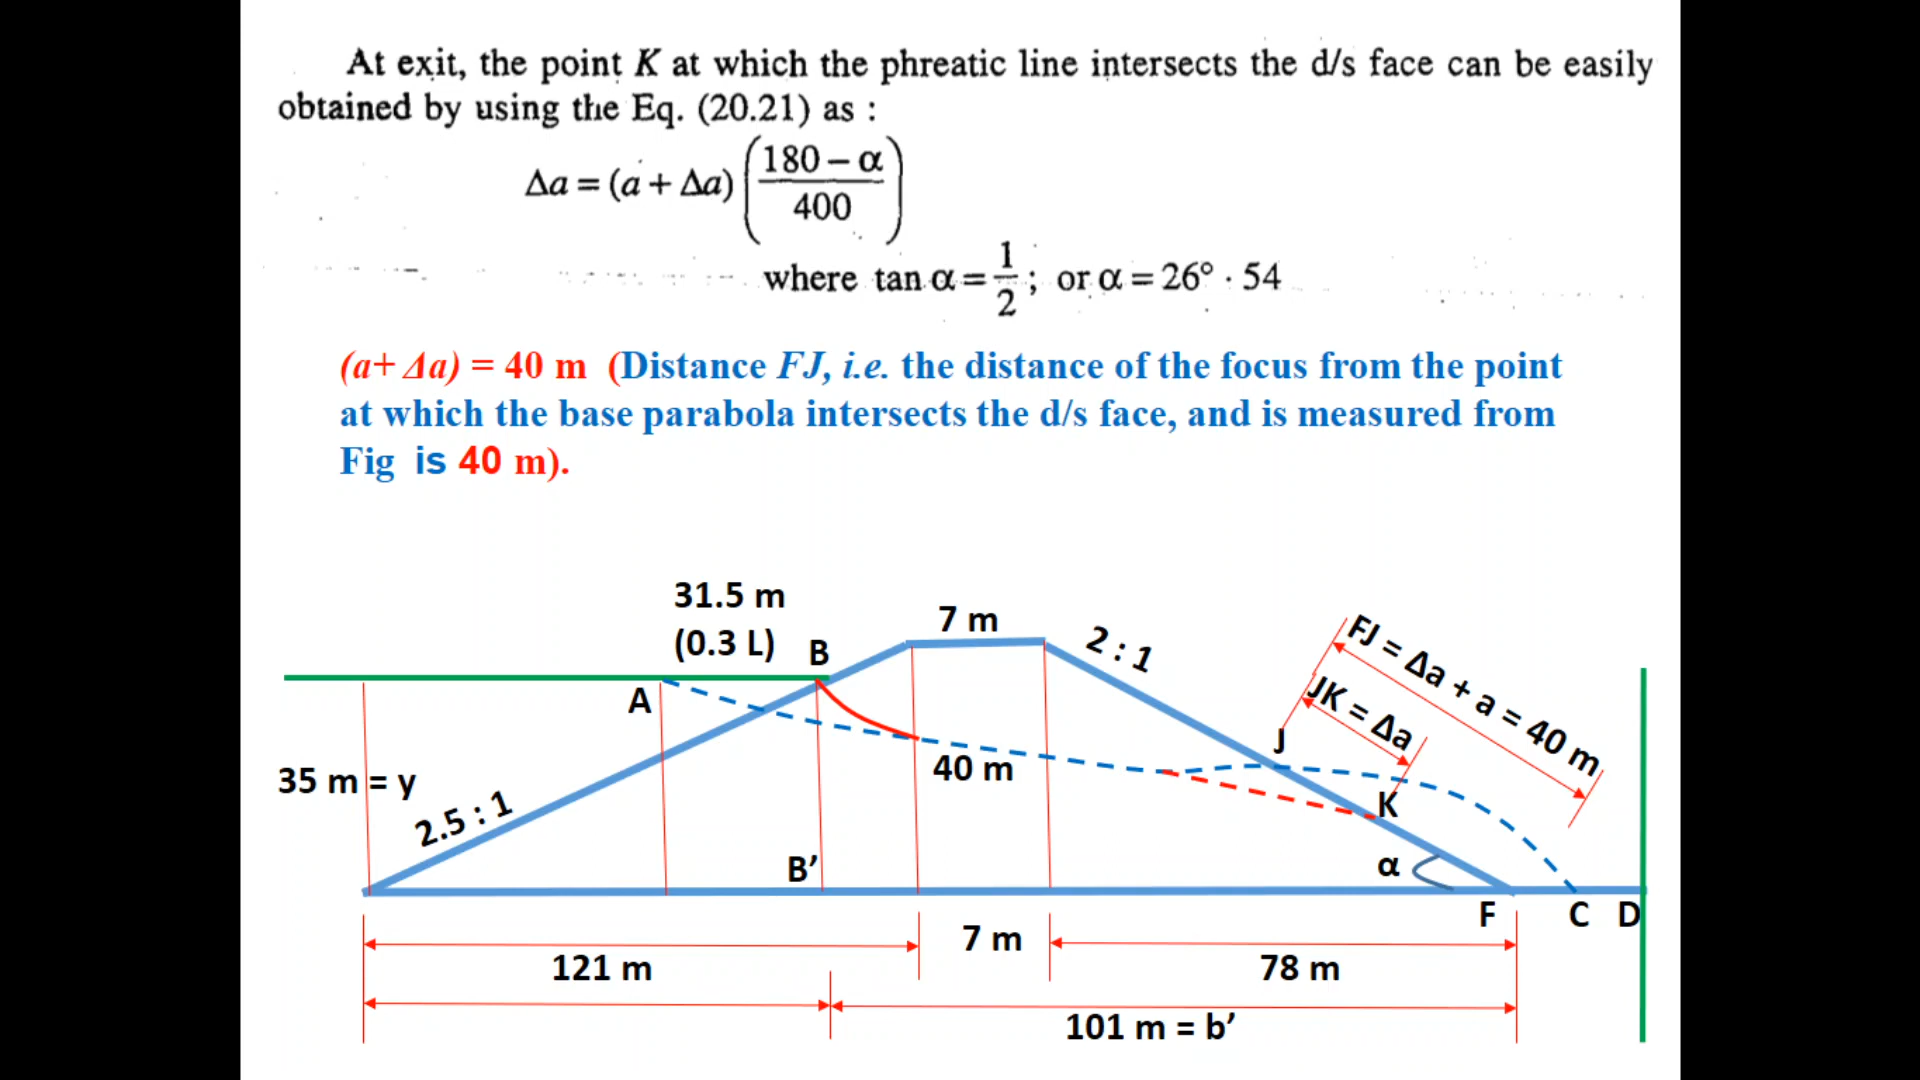 At exit, the point K at which the phreatic line intersects the d/s face can be easily
obtained by using the Eq. (20.21) as :
Δa = (a + Δa) ( (180 – α) / 400 )
where tan α = 1/2 ; or α = 26° · 54
(a+ Δa) = 40 m (Distance FJ, i.e. the distance of the focus from the point
at which the base parabola intersects the d/s face, and is measured from
Fig is 40 m).
31.5 m
(0.3 L)
B
7 m
2 : 1
FJ = Δa + a = 40 m
A
JK = Δa
J
35 m = y
2.5 : 1
40 m
K
B’
α
F
C
D
7 m
121 m
78 m
101 m = b’